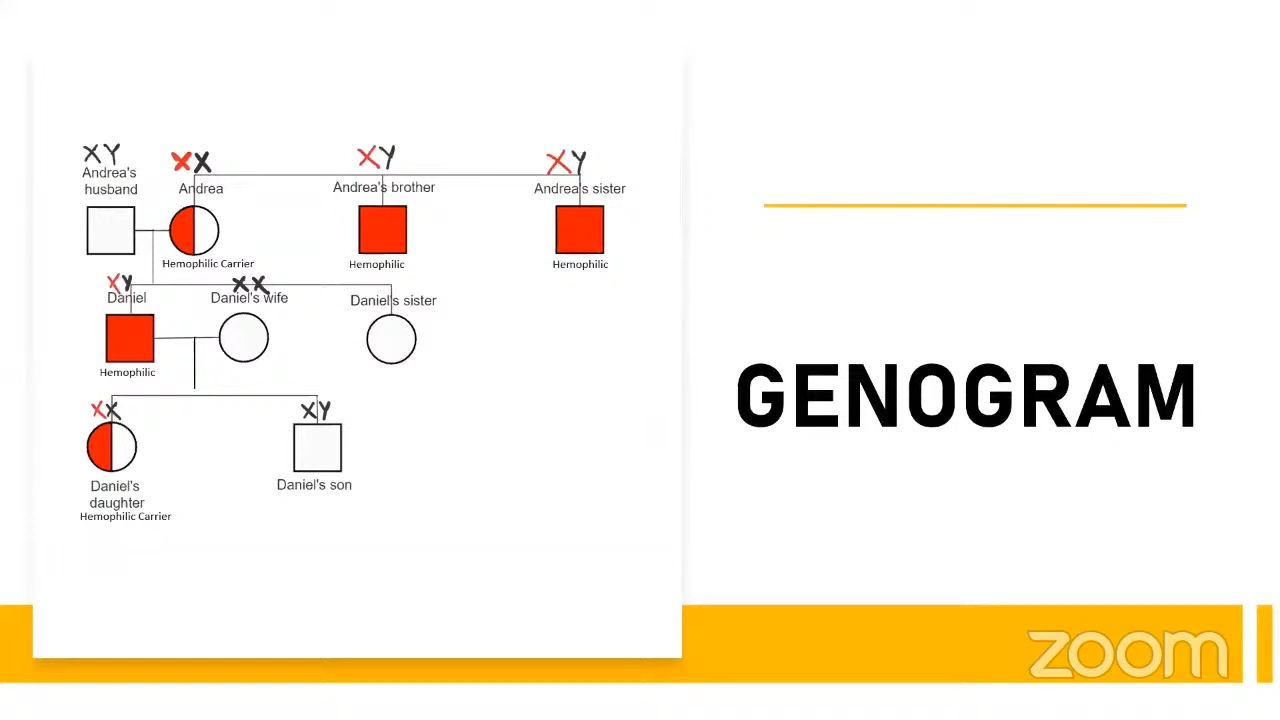 XY
XX
XY
XY
Andrea's
husband
Andrea
Andrea's brother
Andrea's sister
Hemophilic Carrier
Hemophilic
Hemophilic
XY
XX
Daniel
Daniel's wife
Daniel's sister
Hemophilic
XX
XY
Daniel's
daughter
Hemophilic Carrier
Daniel's son
GENOGRAM
zoom